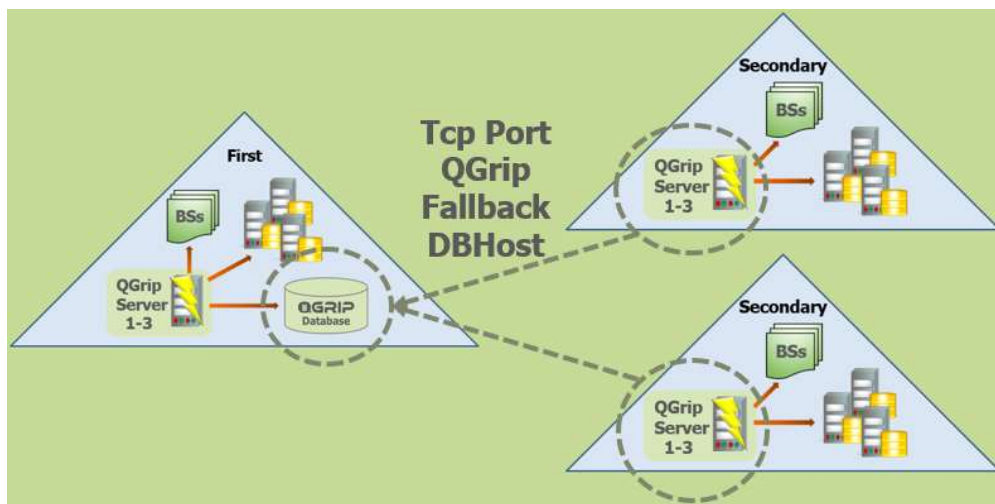 First
BSs
QGrip
Server
1-3
QGRIP
Database
Tcp Port
QGrip
Fallback
DBHost
Secondary
BSs
QGrip
Server
1-3
Secondary
BSs
QGrip
Server
1-3